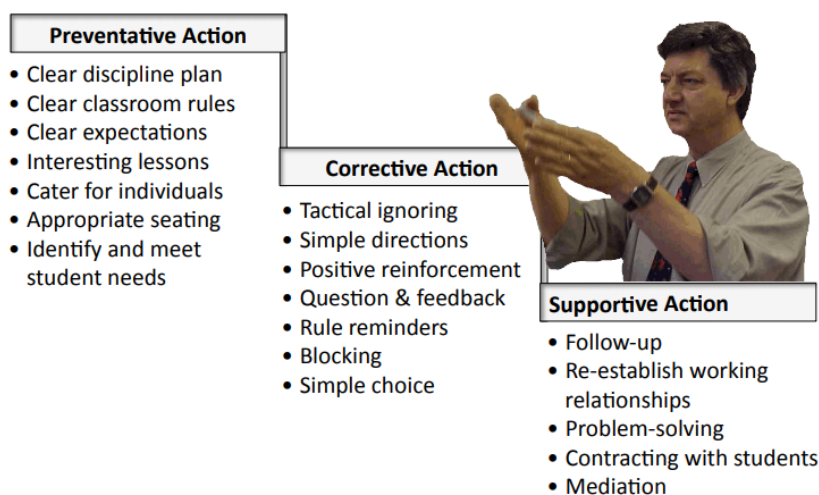 Preventative Action
• Clear discipline plan
• Clear classroom rules
• Clear expectations
• Interesting lessons
• Cater for individuals
• Appropriate seating
• Identify and meet
student needs
Corrective Action
• Tactical ignoring
• Simple directions
• Positive reinforcement
• Question & feedback
• Rule reminders
• Blocking
• Simple choice
Supportive Action
• Follow-up
• Re-establish working
relationships
• Problem-solving
• Contracting with students
• Mediation